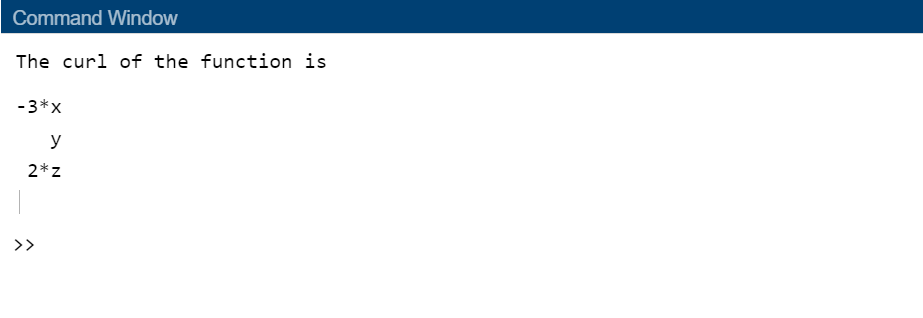 Command Window
The curl of the function is
-3*x
y
2*z
>>